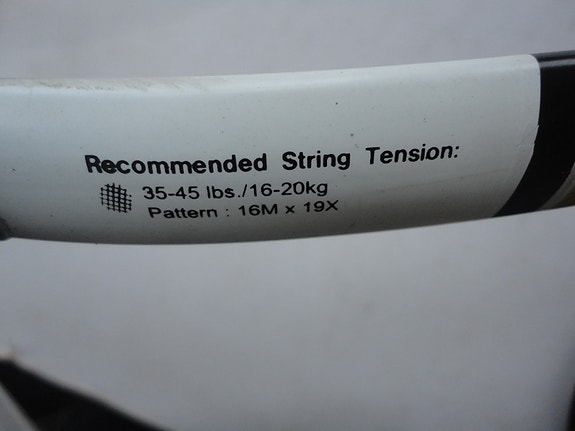 Recommended String Tension:
35-45 lbs./16-20kg
Pattern : 16M x 19X